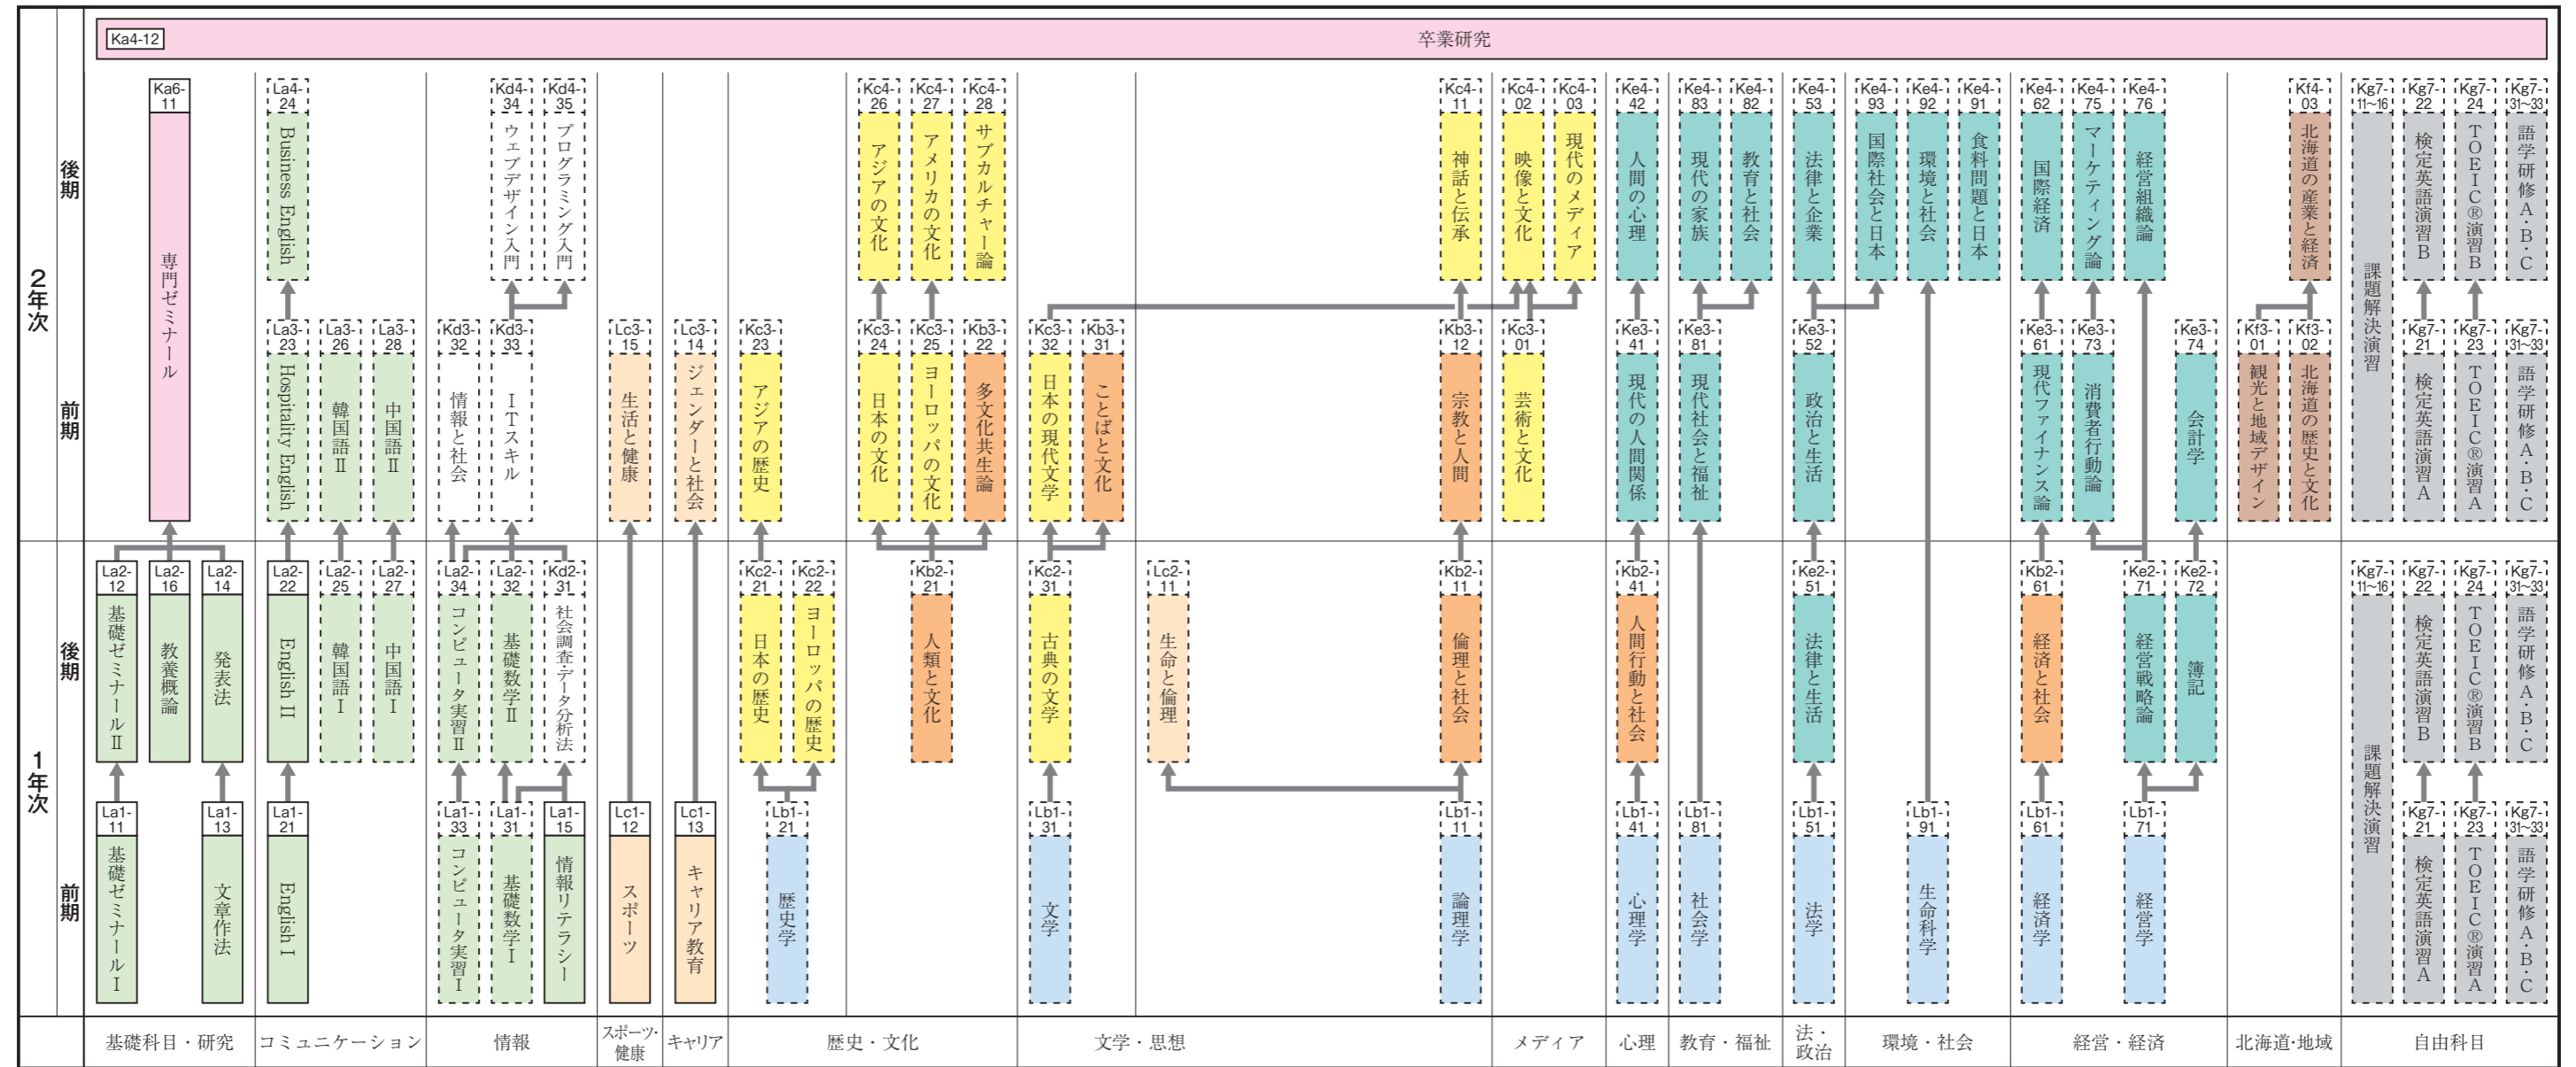 Ka4-12
卒業研究
2年次
後期
Ka6-11
専門ゼミナール
La4-24
Business English
Kd4-34
ウェブデザイン入門
Kd4-35
プログラミング入門
Kc4-26
アジアの文化
Kc4-27
アメリカの文化
Kc4-28
サブカルチャー論
Kc4-11
神話と伝承
Kc4-02
映像と文化
Kc4-03
現代のメディア
Ke4-42
人間の心理
Ke4-83
現代の家族
Ke4-82
教育と社会
Ke4-53
法律と企業
Ke4-93
国際社会と日本
Ke4-92
環境と社会
Ke4-91
食料問題と日本
Ke4-62
国際経済
Ke4-75
マーケティング論
Ke4-76
経営組織論
Kf4-03
北海道の産業と経済
Kg7-11~16
課題解決演習
Kg7-22
検定英語演習B
Kg7-24
TOEIC®演習B
Kg7-31~33
語学研修A・B・C
前期
La3-23
Hospitality English
La3-26
韓国語Ⅱ
La3-28
中国語Ⅱ
Kd3-32
情報と社会
Kd3-33
ITスキル
Lc3-15
生活と健康
Lc3-14
ジェンダーと社会
Kc3-23
アジアの歴史
Kc3-24
日本の文化
Kc3-25
ヨーロッパの文化
Kb3-22
多文化共生論
Kc3-32
日本の現代文学
Kb3-31
ことばと文化
Kb3-12
宗教と人間
Kc3-01
芸術と文化
Ke3-41
現代の人間関係
Ke3-81
現代社会と福祉
Ke3-52
政治と生活
Ke3-61
現代ファイナンス論
Ke3-73
消費者行動論
Ke3-74
会計学
Kf3-01
観光と地域デザイン
Kf3-02
北海道の歴史と文化
Kg7-21
検定英語演習A
Kg7-23
TOEIC®演習A
Kg7-31~33
語学研修A・B・C
1年次
後期
La2-12
基礎ゼミナールⅡ
La2-16
教養概論
La2-14
発表法
La2-22
English II
La2-25
韓国語Ⅰ
La2-27
中国語Ⅰ
La2-34
コンピュータ実習Ⅱ
La2-32
基礎数学Ⅱ
Kd2-31
社会調査・データ分析法
Kc2-21
日本の歴史
Kc2-22
ヨーロッパの歴史
Kb2-21
人類と文化
Kc2-31
古典の文学
Lc2-11
生命と倫理
Kb2-11
倫理と社会
Kb2-41
人間行動と社会
Ke2-51
法律と生活
Kb2-61
経済と社会
Ke2-71
経営戦略論
Ke2-72
簿記
Kg7-11~16
課題解決演習
Kg7-22
検定英語演習B
Kg7-24
TOEIC®演習B
Kg7-31~33
語学研修A・B・C
前期
La1-11
基礎ゼミナールⅠ
La1-13
文章作法
La1-21
English I
La1-33
コンピュータ実習Ⅰ
La1-31
基礎数学Ⅰ
La1-15
情報リテラシー
Lc1-12
スポーツ
Lc1-13
キャリア教育
Lb1-21
歴史学
Lb1-31
文学
Lb1-11
論理学
Lb1-41
心理学
Lb1-81
社会学
Lb1-51
法学
Lb1-91
生命科学
Lb1-61
経済学
Lb1-71
経営学
Kg7-21
検定英語演習A
Kg7-23
TOEIC®演習A
Kg7-31~33
語学研修A・B・C
基礎科目・研究
コミュニケーション
情報
スポーツ・
健康
キャリア
歴史・文化
文学・思想
メディア
心理
教育・福祉
法・
政治
環境・社会
経営・経済
北海道・地域
自由科目